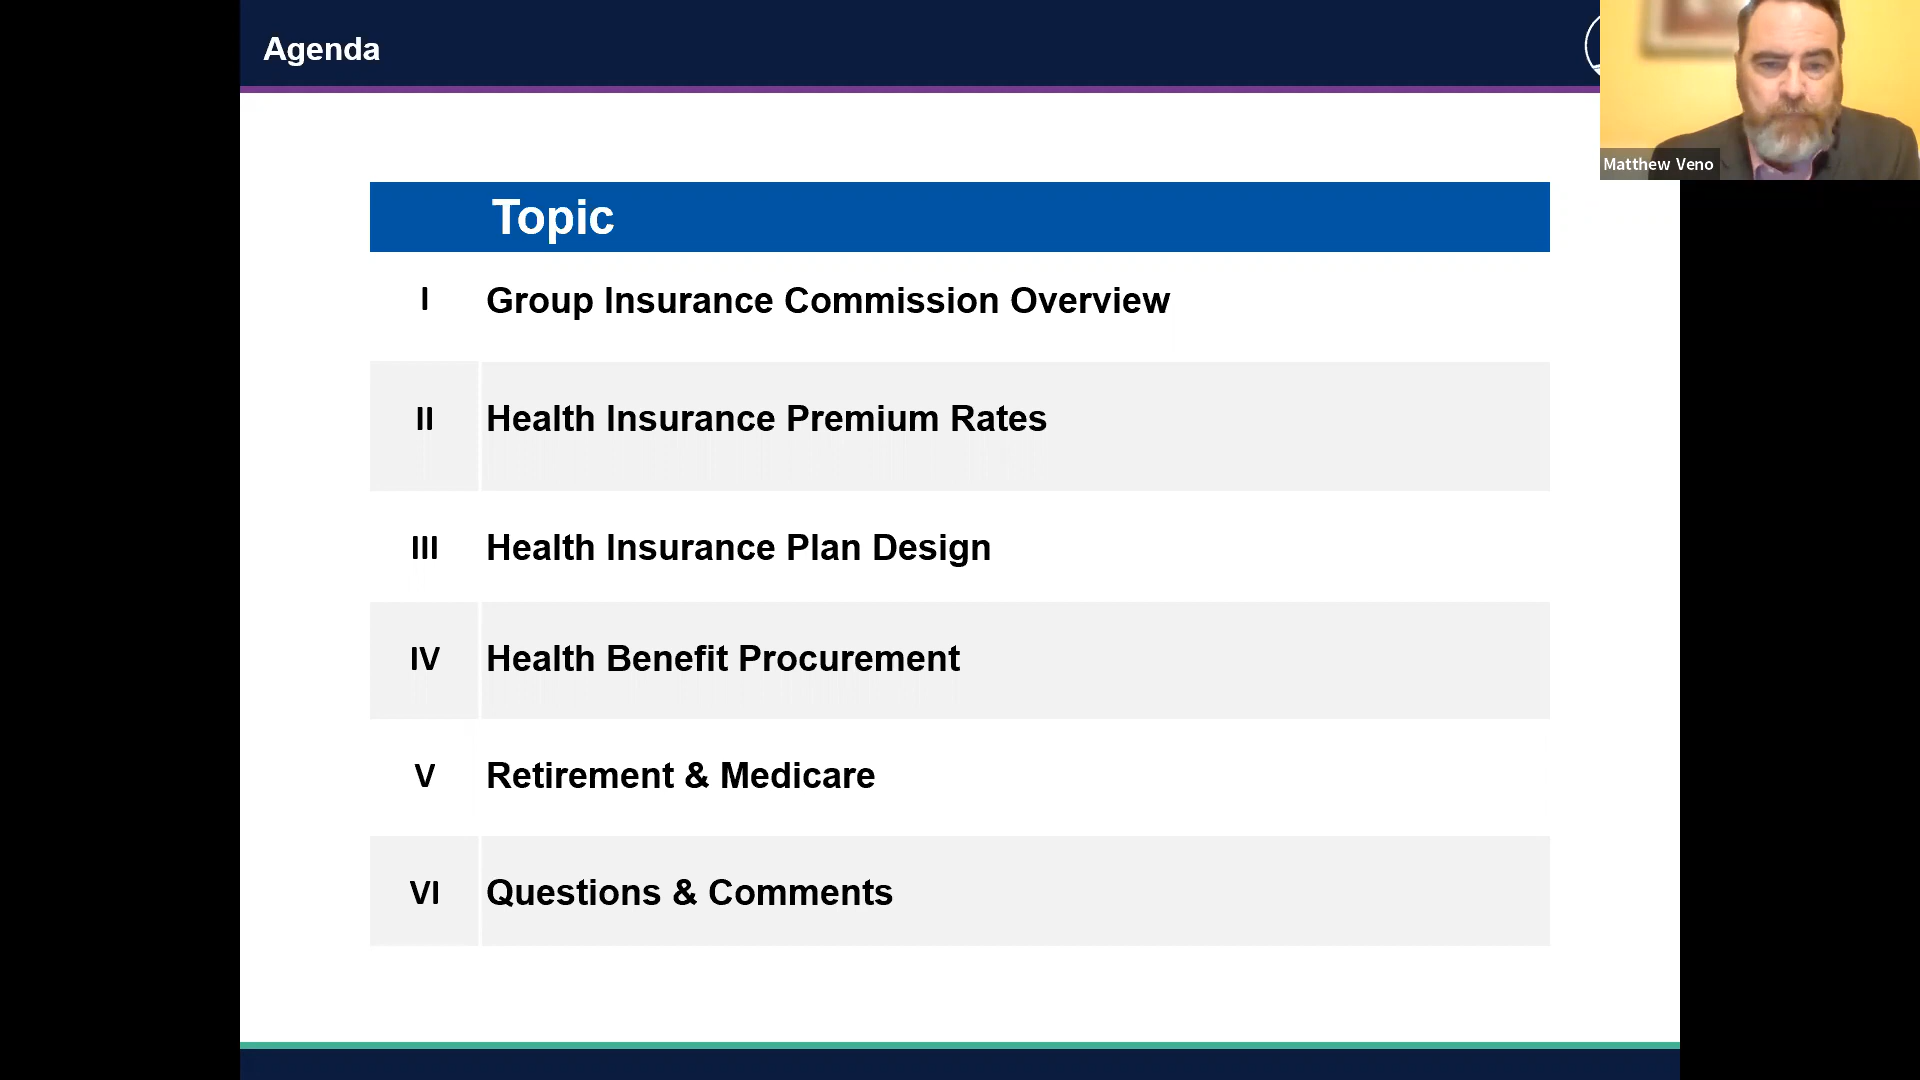 Agenda
Matthew Veno
Topic
I Group Insurance Commission Overview
II Health Insurance Premium Rates
III Health Insurance Plan Design
IV Health Benefit Procurement
V Retirement & Medicare
VI Questions & Comments